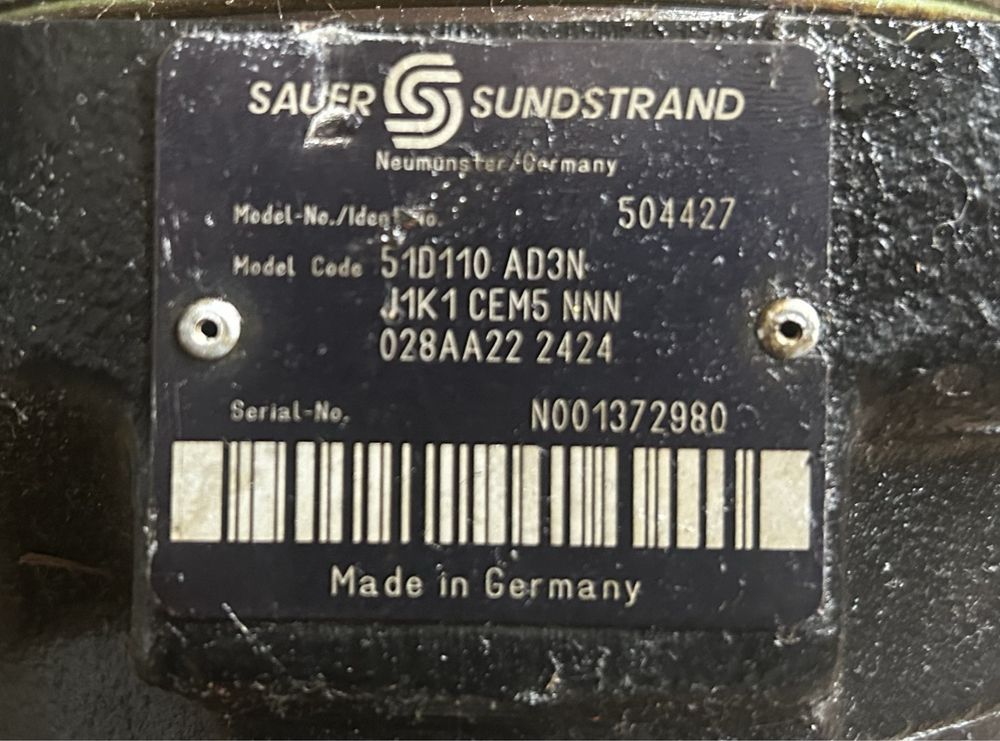 SAUER SUNDSTRAND
Neumünster/Germany
Model-No./Ident-No. 504427
Model Code 51D110 AD3N
J1K1 CEM5 NNN
028AA22 2424
Serial-No. N001372980
Made in Germany